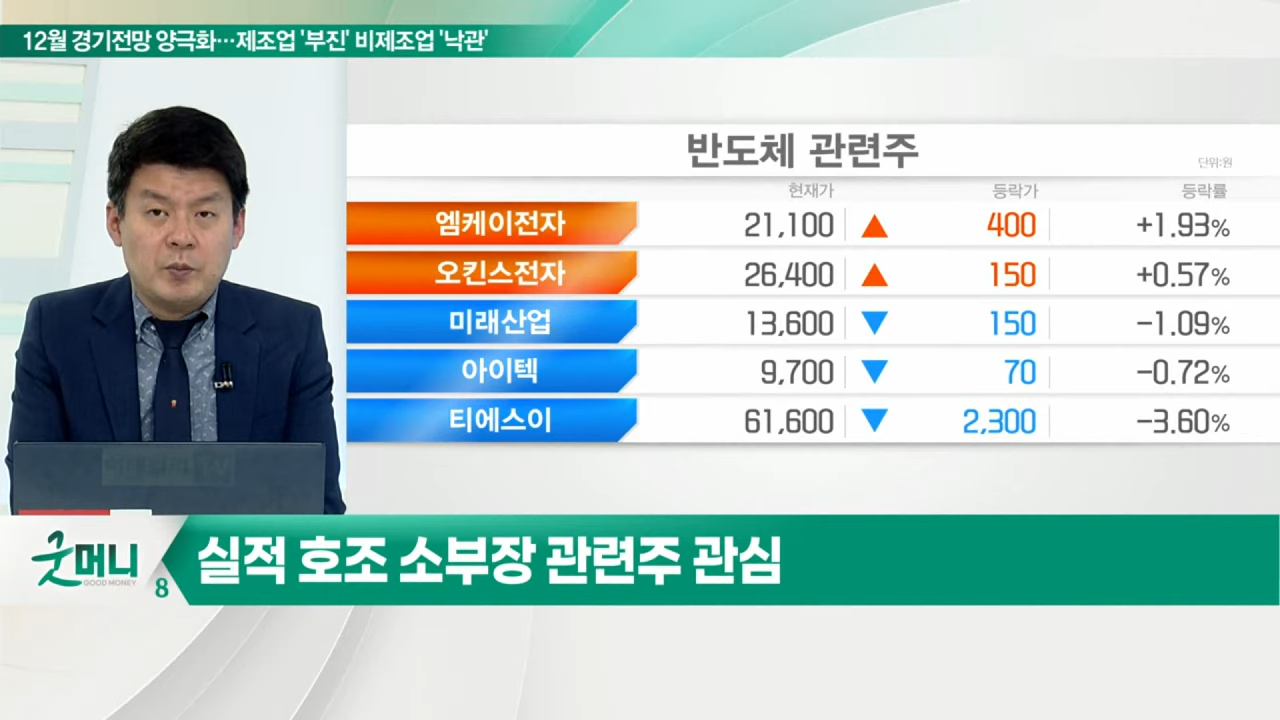 12월 경기전망 양극화…제조업 '부진' 비제조업 '낙관'
반도체 관련주
단위:원
현재가 등락가 등락률
엠케이전자 21,100 ▲ 400 +1.93%
오킨스전자 26,400 ▲ 150 +0.57%
미래산업 13,600 ▼ 150 -1.09%
아이텍 9,700 ▼ 70 -0.72%
티에스이 61,600 ▼ 2,300 -3.60%
굿머니
GOOD MONEY
8
실적 호조 소부장 관련주 관심